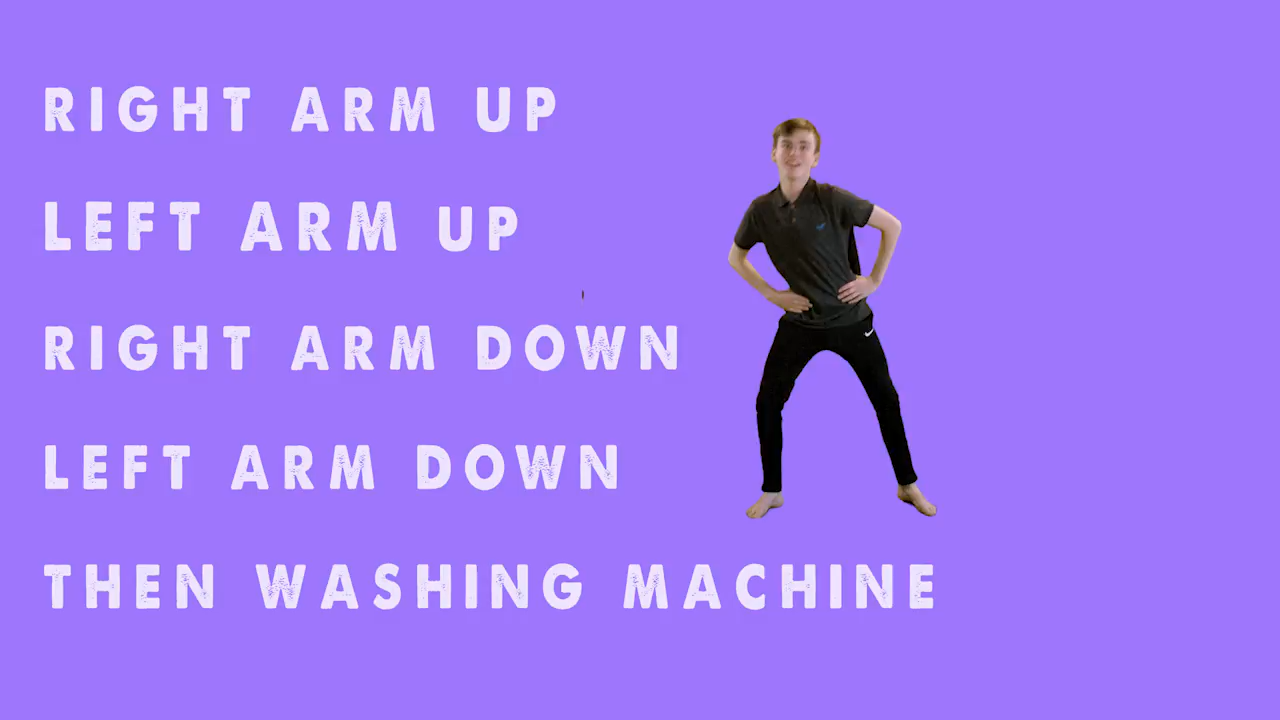 RIGHT ARM UP
LEFT ARM UP
RIGHT ARM DOWN
LEFT ARM DOWN
THEN WASHING MACHINE